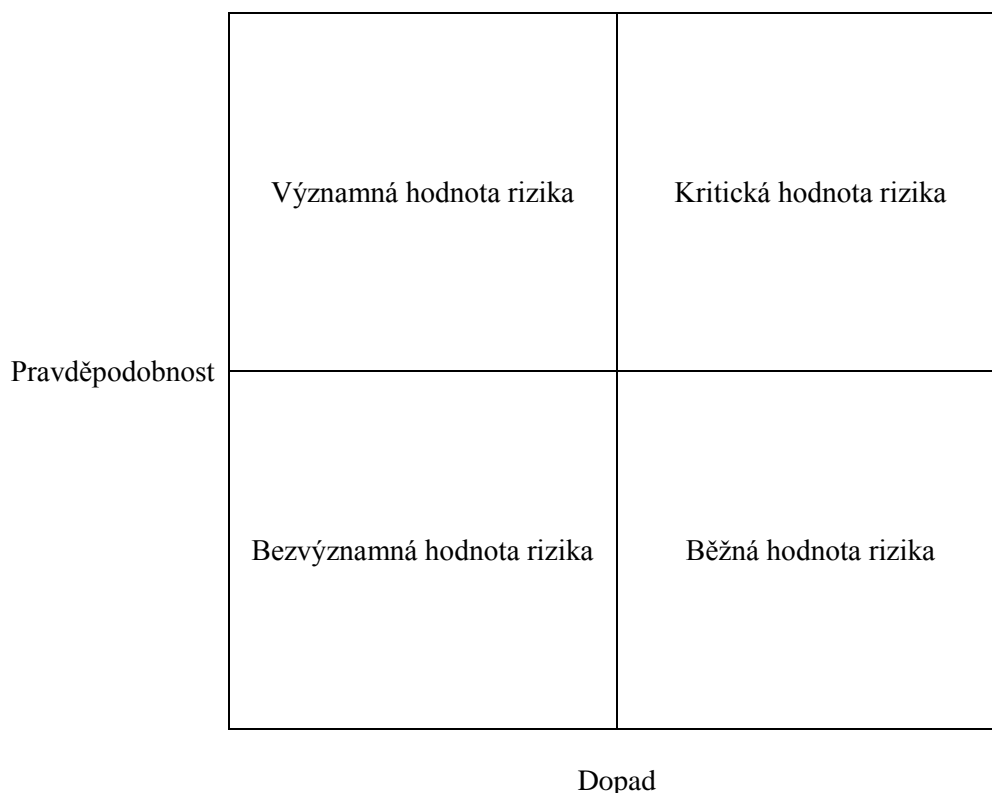 Významná hodnota rizika
Kritická hodnota rizika
Pravděpodobnost
Bezvýznamná hodnota rizika
Běžná hodnota rizika
Dopad